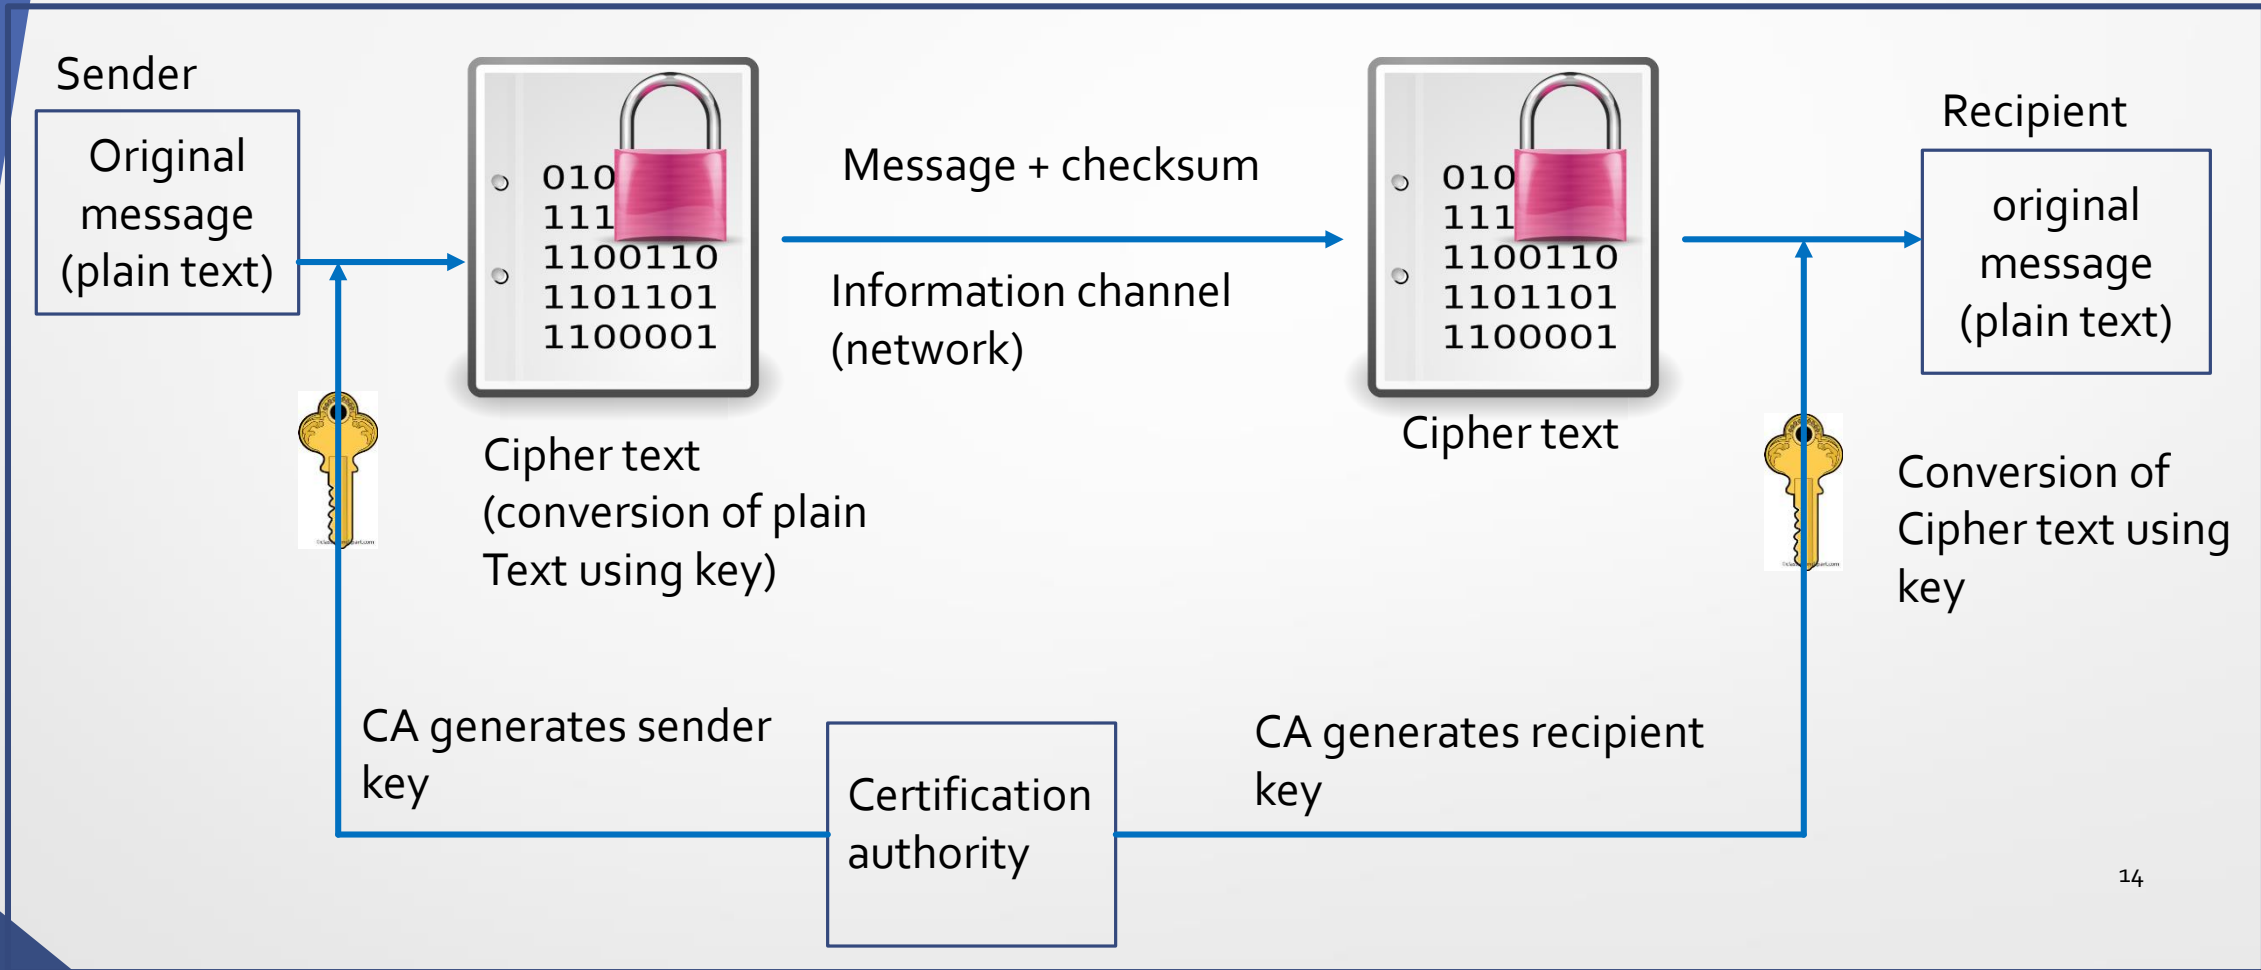 Sender
Original
message
(plain text)
010
111
1100110
1101101
1100001
Cipher text
(conversion of plain
Text using key)
Message + checksum
Information channel
(network)
010
111
1100110
1101101
1100001
Cipher text
Recipient
original
message
(plain text)
Conversion of
Cipher text using
key
CA generates sender
key
Certification
authority
CA generates recipient
key
14